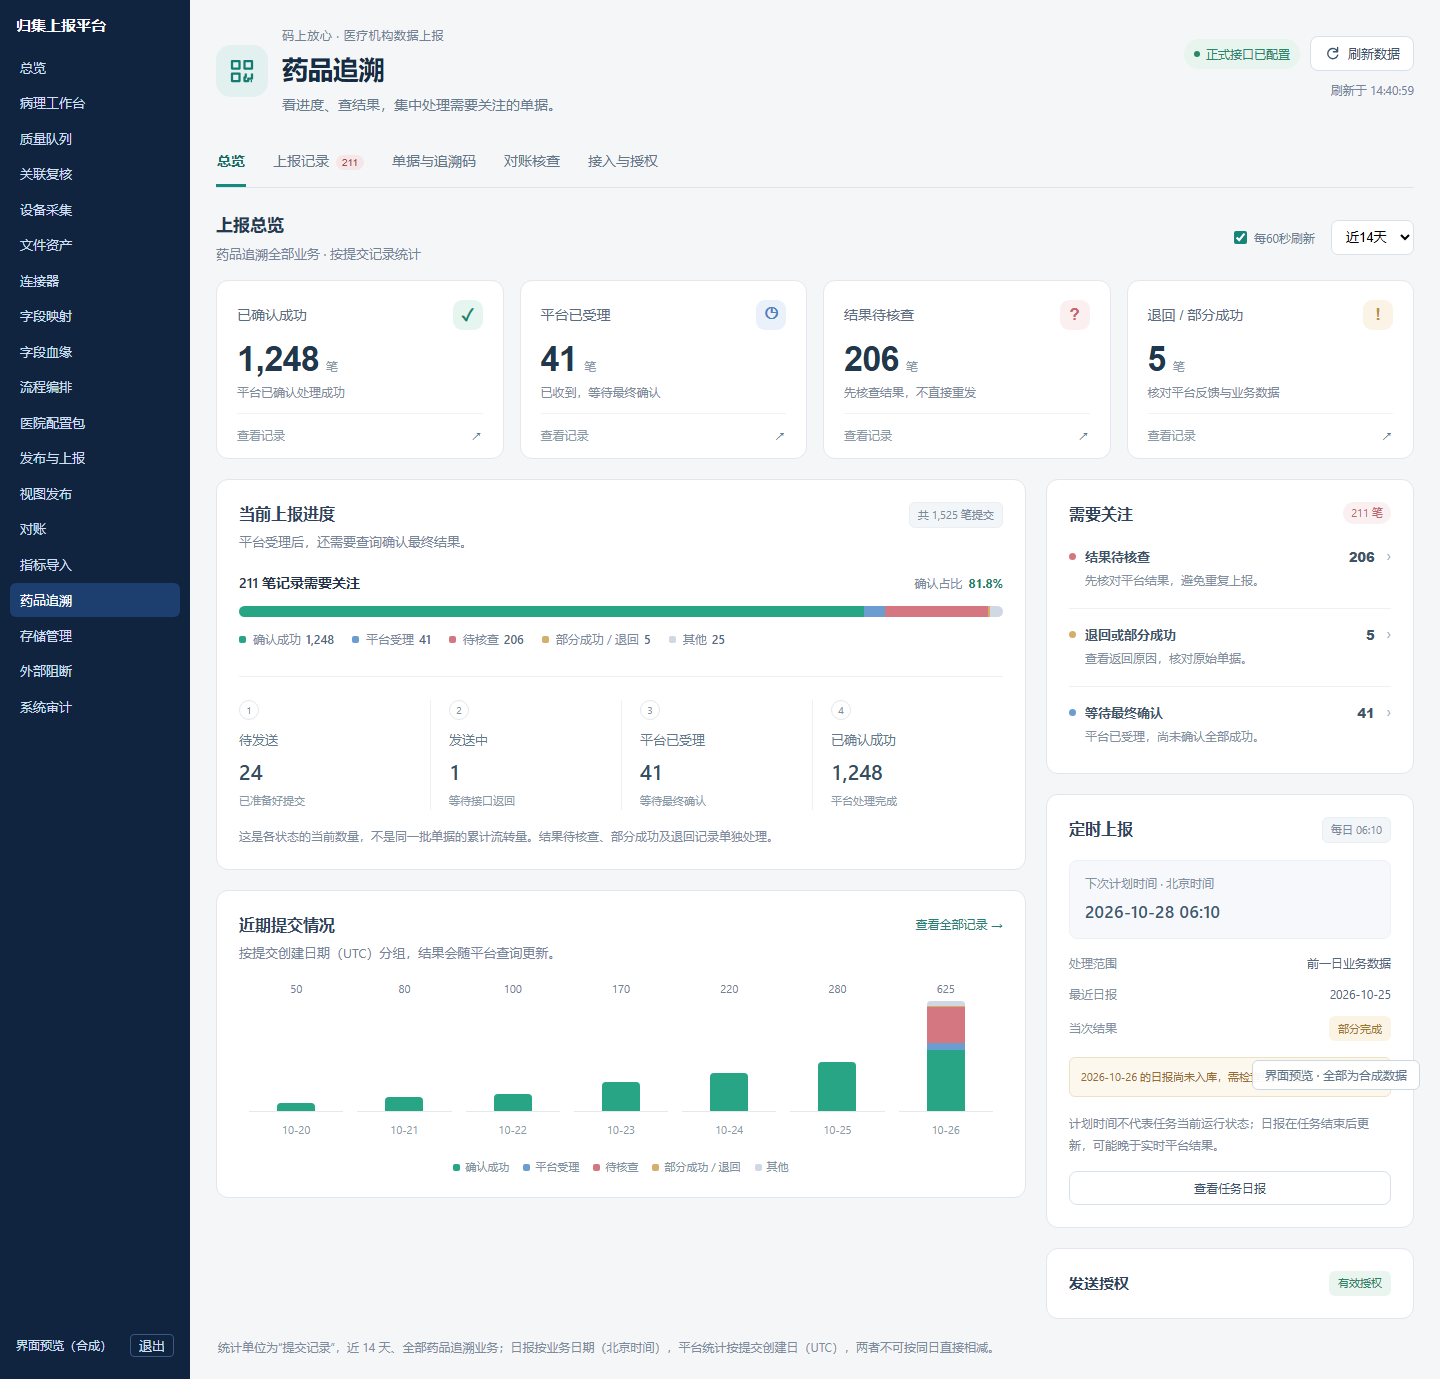 归集上报平台
总览
病理工作台
质量队列
关联复核
设备采集
文件资产
连接器
字段映射
字段血缘
流程编排
医院配置包
发布与上报
视图发布
对账
指标导入
药品追溯
存储管理
外部阻断
系统审计
界面预览（合成）
退出
码上放心 · 医疗机构数据上报
药品追溯
看进度、查结果，集中处理需要关注的单据。
正式接口已配置
刷新数据
刷新于 14:40:59
总览
上报记录 211
单据与追溯码
对账核查
接入与授权
上报总览
药品追溯全部业务 · 按提交记录统计
每60秒刷新
近14天
已确认成功
✓
1,248 笔
平台已确认处理成功
查看记录 ↗
平台已受理
41 笔
已收到，等待最终确认
查看记录 ↗
结果待核查
?
206 笔
先核查结果，不直接重发
查看记录 ↗
退回 / 部分成功
!
5 笔
核对平台反馈与业务数据
查看记录 ↗
当前上报进度
共 1,525 笔提交
平台受理后，还需要查询确认最终结果。
211 笔记录需要关注
确认占比 81.8%
确认成功 1,248
平台受理 41
待核查 206
部分成功 / 退回 5
其他 25
1
待发送
24
已准备好提交
2
发送中
1
等待接口返回
3
平台已受理
41
等待最终确认
4
已确认成功
1,248
平台处理完成
这是各状态的当前数量，不是同一批单据的累计流转量。结果待核查、部分成功及退回记录单独处理。
近期提交情况
查看全部记录 →
按提交创建日期（UTC）分组，结果会随平台查询更新。
50 80 100 170 220 280 625
10-20 10-21 10-22 10-23 10-24 10-25 10-26
确认成功 平台受理 待核查 部分成功 / 退回 其他
需要关注
211 笔
结果待核查
206 ›
先核对平台结果，避免重复上报。
退回或部分成功
5 ›
查看返回原因，核对原始单据。
等待最终确认
41 ›
平台已受理，尚未确认全部成功。
定时上报
每日 06:10
下次计划时间 · 北京时间
2026-10-28 06:10
处理范围
前一日业务数据
最近日报
2026-10-25
当次结果
部分完成
2026-10-26 的日报尚未入库，需检
界面预览 · 全部为合成数据
计划时间不代表任务当前运行状态；日报在任务结束后更
新，可能晚于实时平台结果。
查看任务日报
发送授权
有效授权
统计单位为“提交记录”，近 14 天、全部药品追溯业务；日报按业务日期（北京时间），平台统计按提交创建日（UTC），两者不可按同日直接相减。